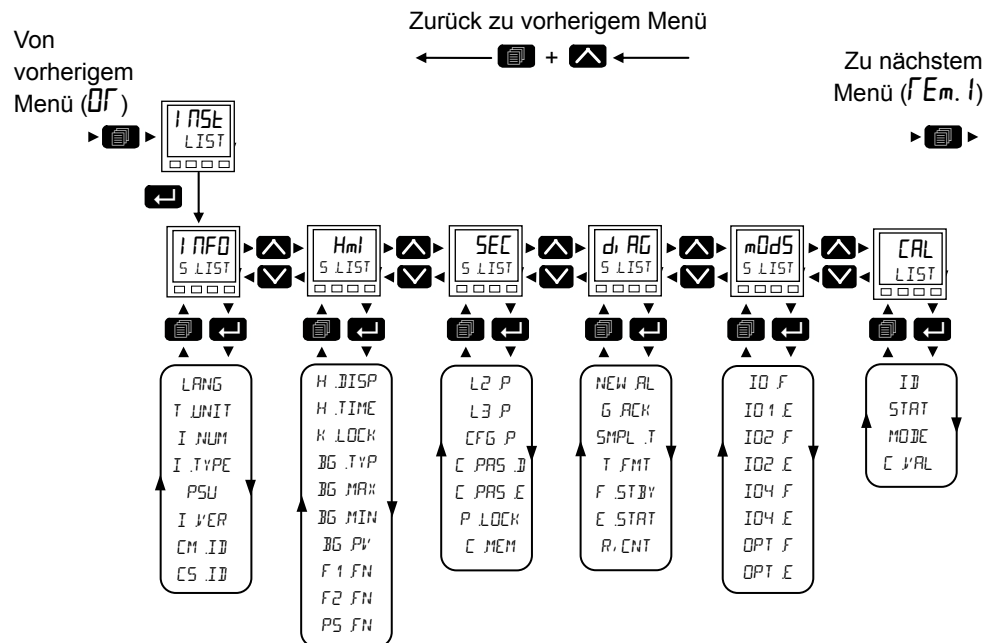 Zurück zu vorherigem Menü
+
Von
vorherigem
Menü (OP)
Zu nächstem
Menü (PEm.1)
INSt
LIST
INFO
S.LIST
HmI
S.LIST
SEC
S.LIST
diAG
S.LIST
mOdS
S.LIST
CAL
LIST
LANG
T.UNIT
I.NUM
I.TYPE
PSU
I.VER
CM.ID
CS.ID
H.DISP
H.TIME
K.LOCK
BG.TYP
BG.MAX
BG.MIN
BG.PV
F1.FN
F2.FN
PS.FN
L2.P
L3.P
CFG.P
C.PAS.D
C.PAS.E
P.LOCK
C.MEM
NEW.AL
G.ACK
SMPL.T
T.FMT
F.STBY
E.STAT
R.CNT
IO.F
IO1.E
IO2.F
IO2.E
IO4.F
IO4.E
OPT.F
OPT.E
ID
STAT
MODE
C.VAL